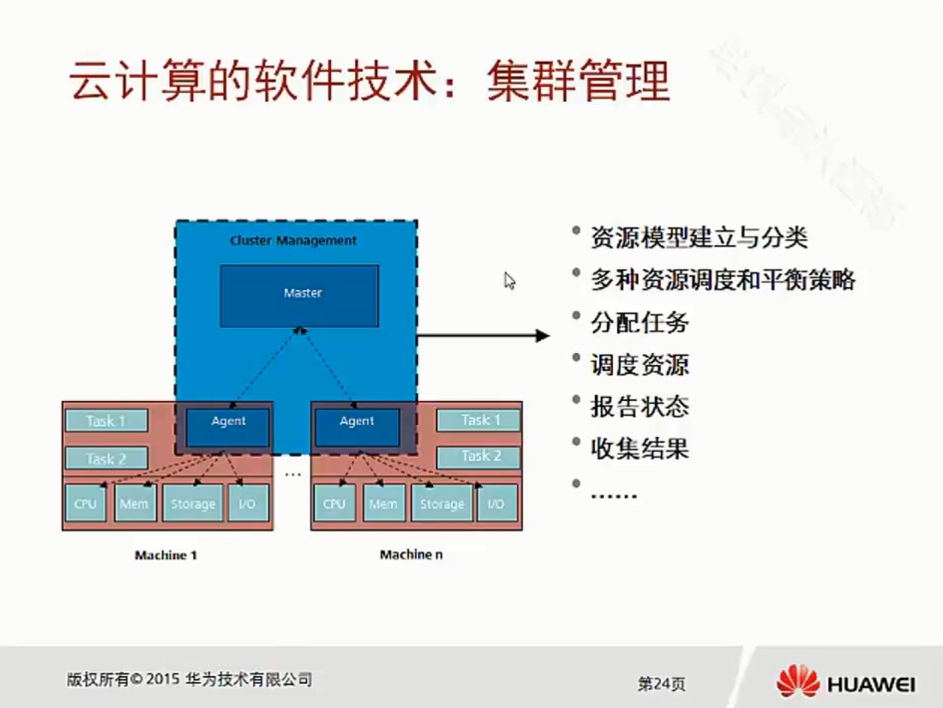 云计算的软件技术：集群管理
Cluster Management
Master
Agent
Agent
Task 1
Task 2
Task 1
Task 2
CPU
Mem
Storage
I/O
...
CPU
Mem
Storage
I/O
Machine 1
Machine n
• 资源模型建立与分类
• 多种资源调度和平衡策略
• 分配任务
• 调度资源
• 报告状态
• 收集结果
• ······
版权所有© 2015 华为技术有限公司
第24页
HUAWEI